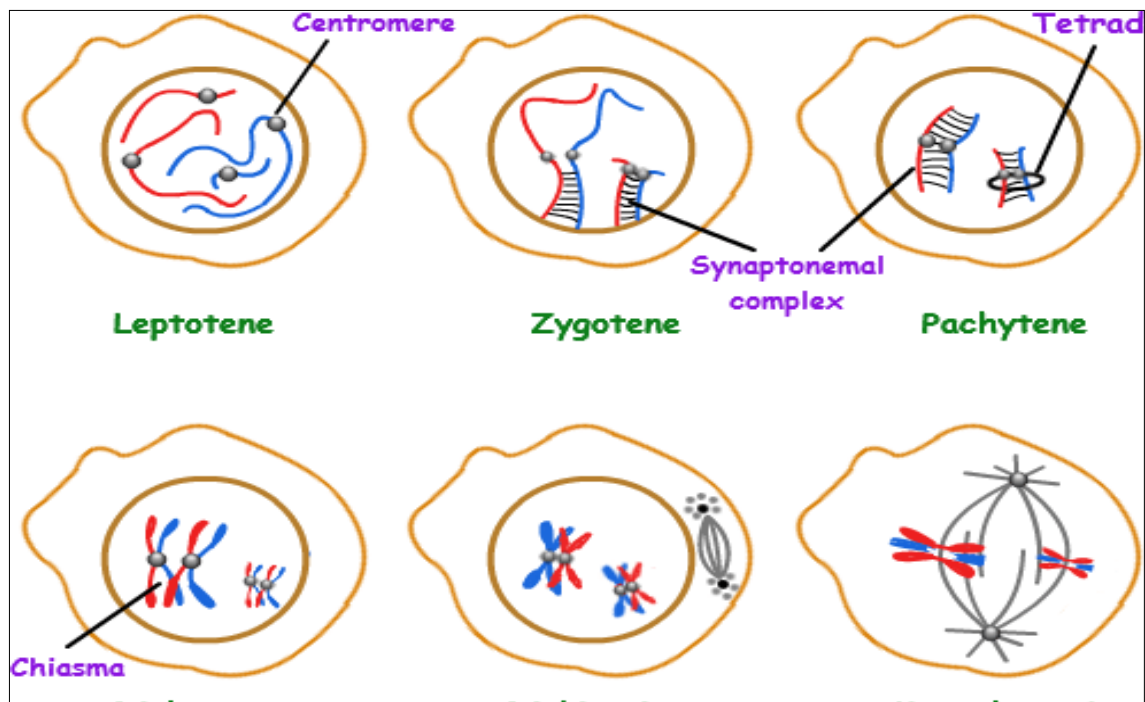 Centromere
Tetrad
Synaptonemal
complex
Leptotene
Zygotene
Pachytene
Chiasma